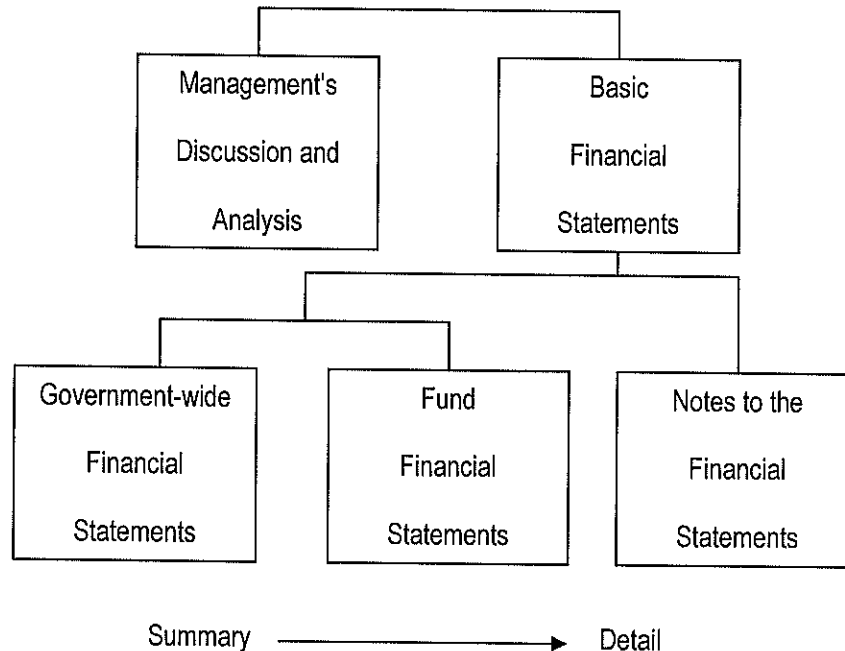 Management's
Discussion and
Analysis
Basic
Financial
Statements
Government-wide
Financial
Statements
Fund
Financial
Statements
Notes to the
Financial
Statements
Summary
Detail